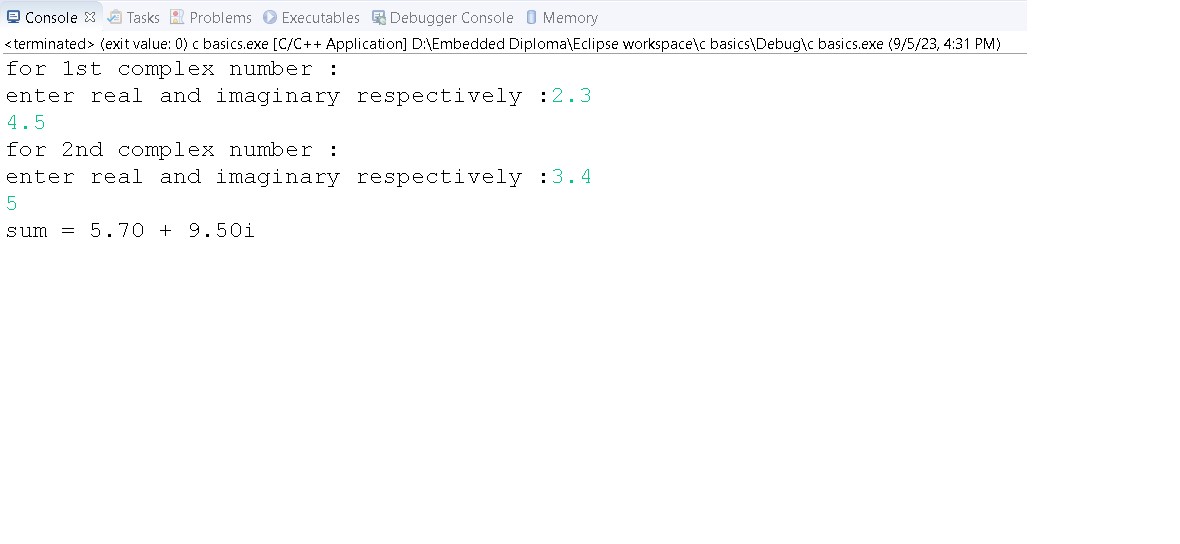 Console Tasks Problems Executables Debugger Console Memory
<terminated> (exit value: 0) c basics.exe [C/C++ Application] D:\Embedded Diploma\Eclipse workspace\c basics\Debug\c basics.exe (9/5/23, 4:31 PM)
for 1st complex number :
enter real and imaginary respectively :2.3
4.5
for 2nd complex number :
enter real and imaginary respectively :3.4
5
sum = 5.70 + 9.50i